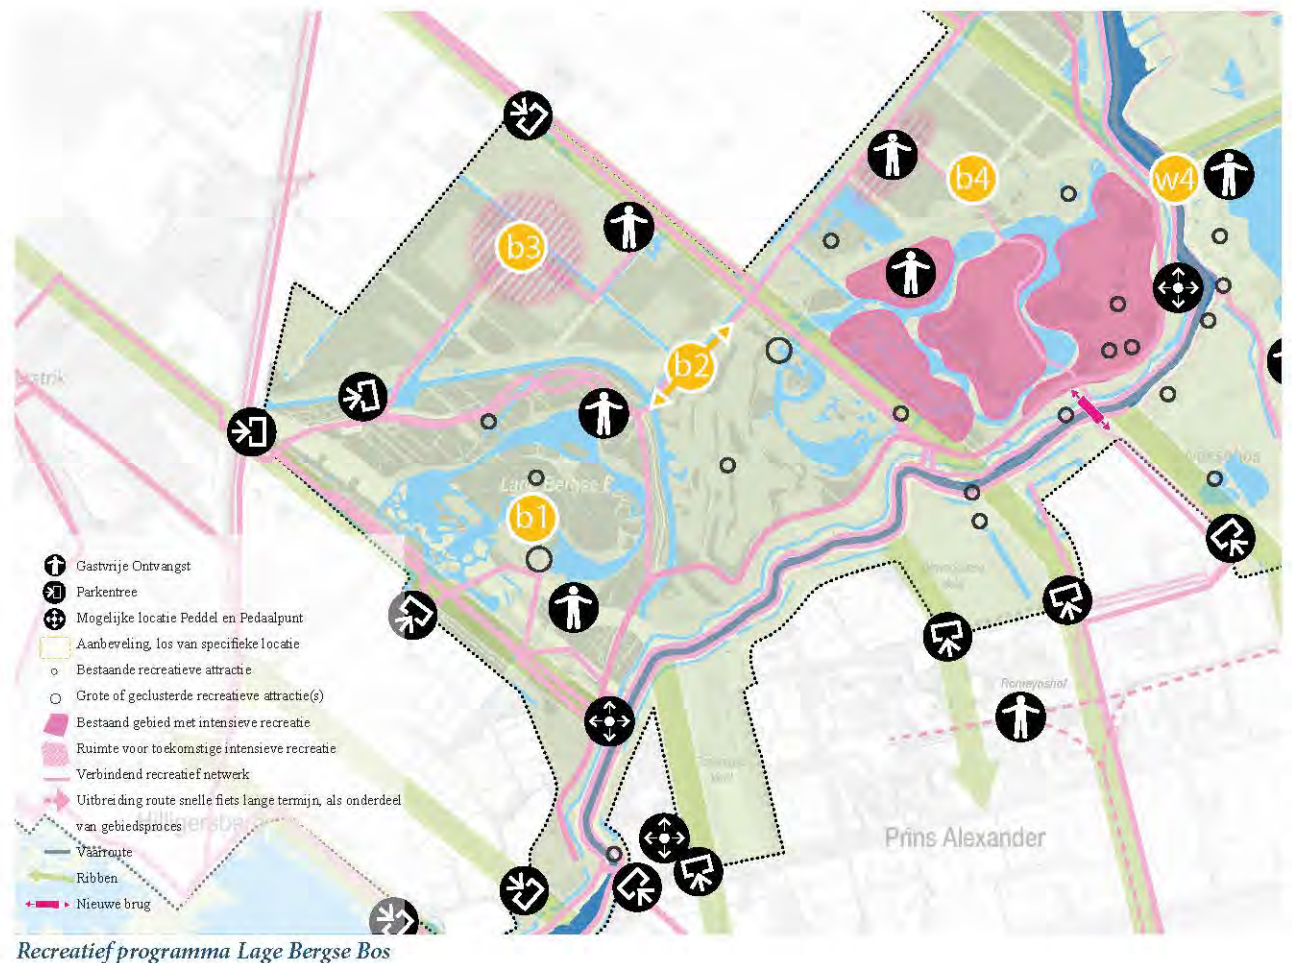 b3
b4
w4
b2
Lage Bergse B
b1
Gastvrije Ontvangst
Parkentree
Mogelijke locatie Peddel en Pedaalpunt
Aanbeveling, los van specifieke locatie
Bestaande recreatieve attractie
Grote of geclusterde recreatieve attractie(s)
Bestaand gebied met intensieve recreatie
Ruimte voor toekomstige intensieve recreatie
Verbindend recreatief netwerk
Uitbreiding route snelle fiets lange termijn, als onderdeel
van gebiedsproces
Vaarroute
Ribben
Nieuwe brug
Prins Alexander
Recreatief programma Lage Bergse Bos